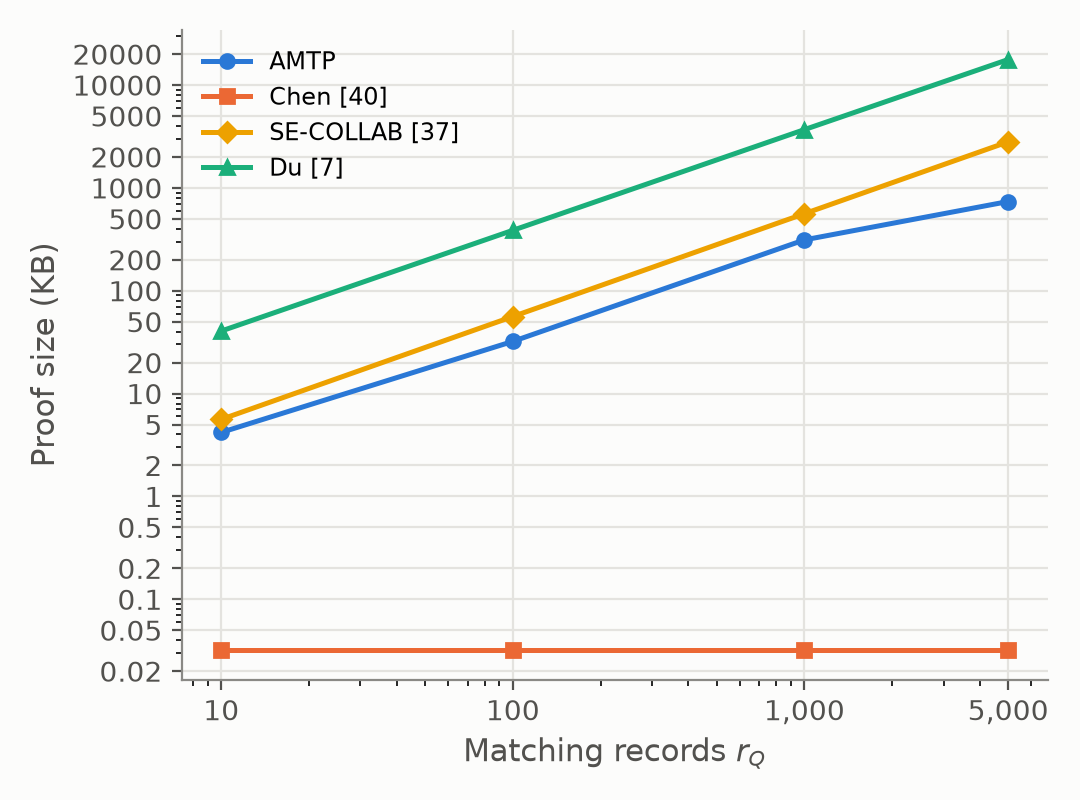 AMTP
Chen [40]
SE-COLLAB [37]
Du [7]
Proof size (KB)
20000
10000
5000
2000
1000
500
200
100
50
20
10
5
2
1
0.5
0.2
0.1
0.05
0.02
10 100 1,000 5,000
Matching records r_Q